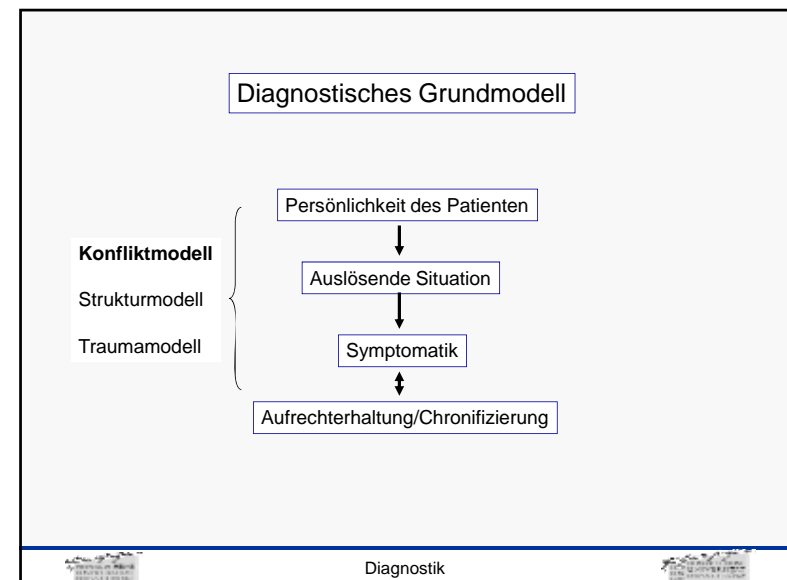 Diagnostisches Grundmodell
Persönlichkeit des Patienten
Konfliktmodell
Auslösende Situation
Strukturmodell
Traumamodell
Symptomatik
Aufrechterhaltung/Chronifizierung
Diagnostik